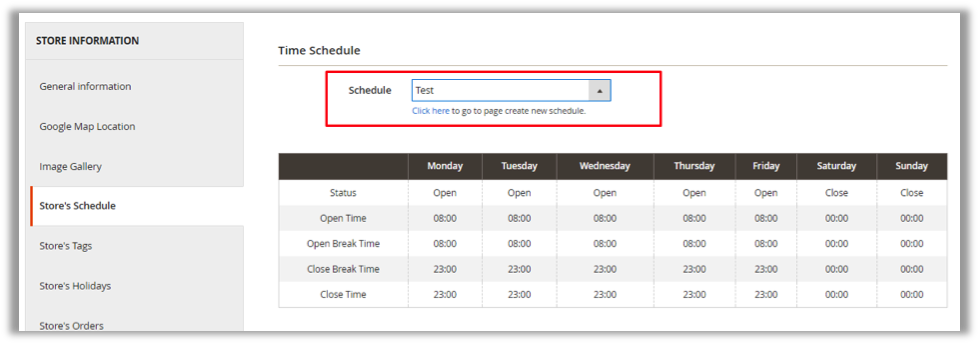 STORE INFORMATION
General information
Google Map Location
Image Gallery
Store's Schedule
Store's Tags
Store's Holidays
Store's Orders
Time Schedule
Schedule Test
Click here to go to page create new schedule.
Monday Tuesday Wednesday Thursday Friday Saturday Sunday
Status Open Open Open Open Open Close Close
Open Time 08:00 08:00 08:00 08:00 08:00 00:00 00:00
Open Break Time 08:00 08:00 08:00 08:00 08:00 00:00 00:00
Close Break Time 23:00 23:00 23:00 23:00 23:00 00:00 00:00
Close Time 23:00 23:00 23:00 23:00 23:00 00:00 00:00